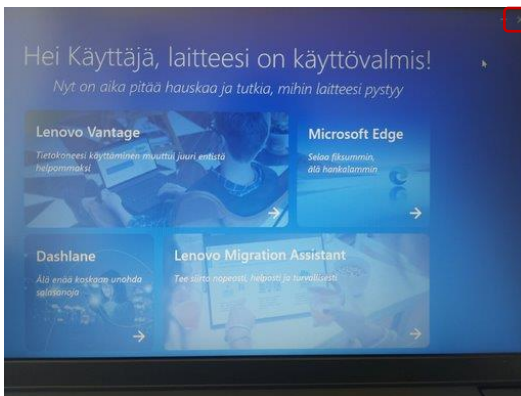 Hei Käyttäjä, laitteesi on käyttövalmis!
Nyt on aika pitää hauskaa ja tutkia, mihin laitteesi pystyy
Lenovo Vantage
Tietokoneesi käyttäminen muuttui juuri entistä
helpommaksi
Microsoft Edge
Selaa fiksummin,
älä hankalammin
Dashlane
Älä enää koskaan unohda
salasanoja
Lenovo Migration Assistant
Tee siirto nopeasti, helposti ja turvallisesti